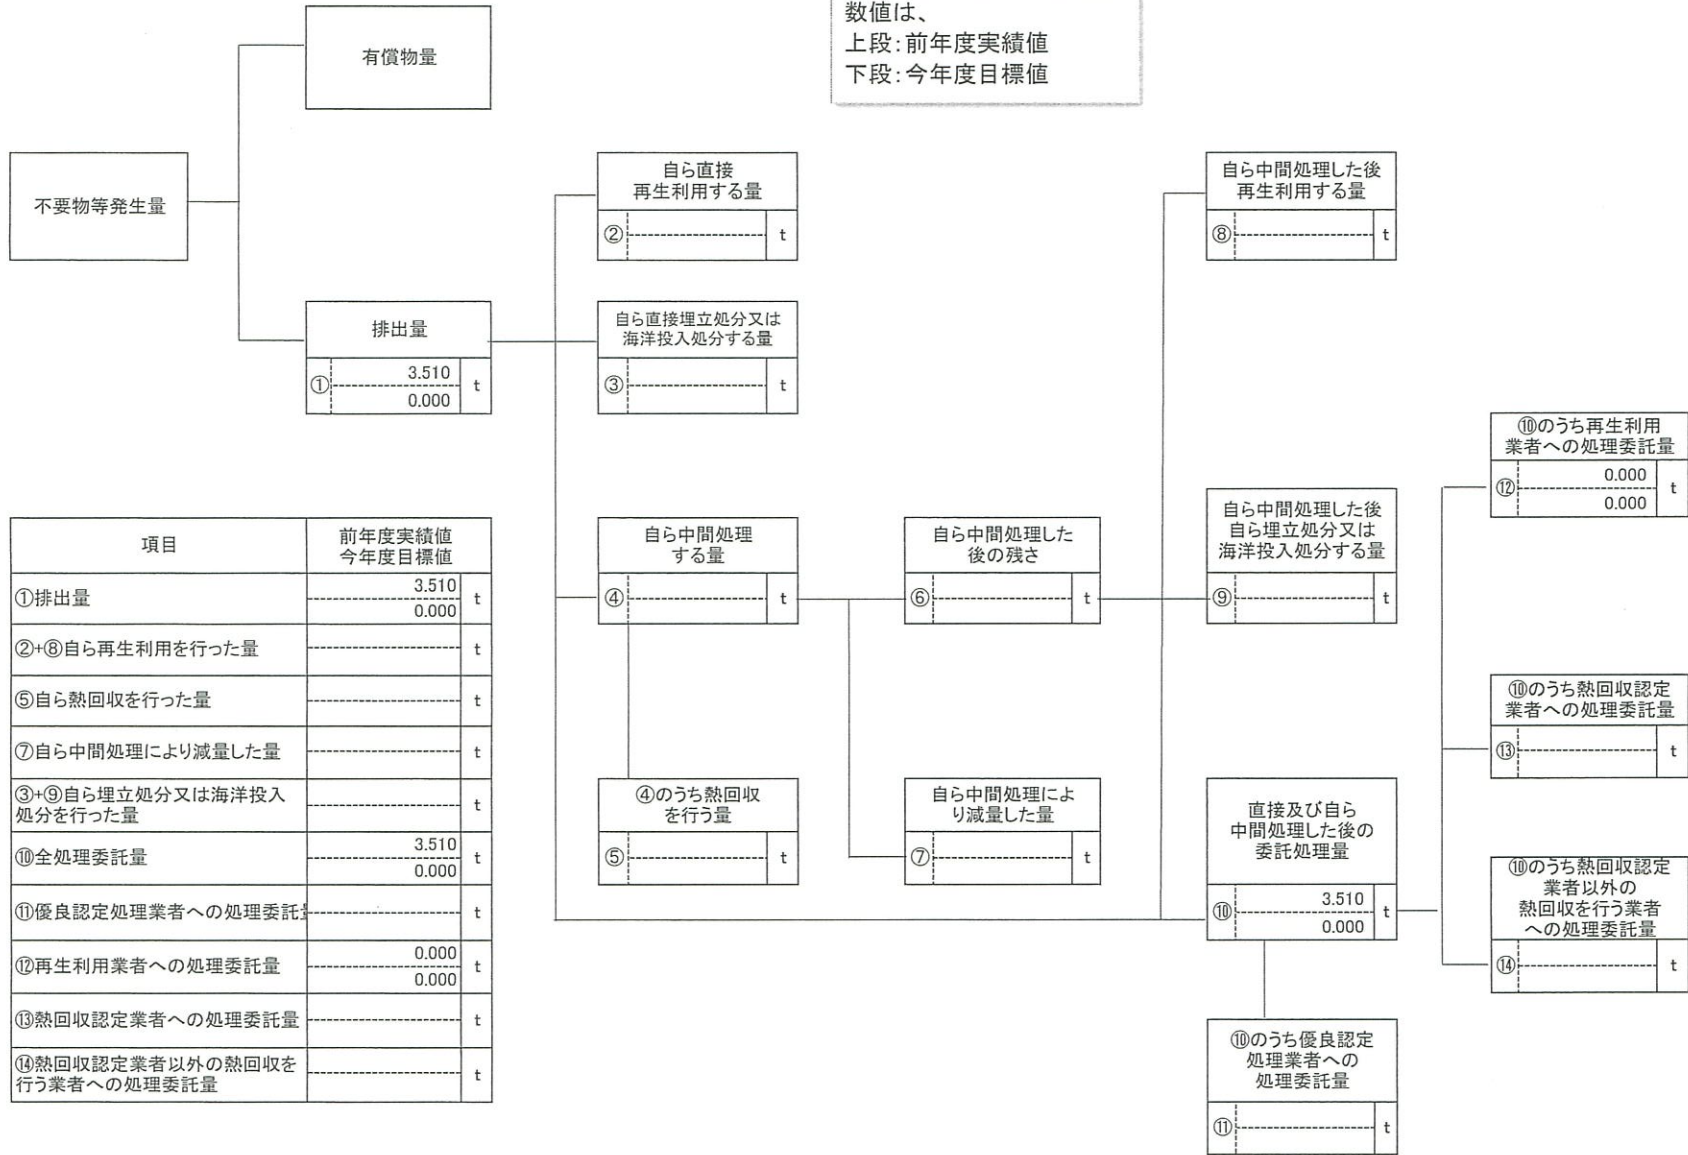 数値は、
上段:前年度実績値
下段:今年度目標値
有償物量
不要物等発生量
排出量
① 3.510 t
0.000
自ら直接
再生利用する量
② t
自ら直接埋立処分又は
海洋投入処分する量
③ t
自ら中間処理
する量
④ t
④のうち熱回収
を行う量
⑤ t
自ら中間処理した
後の残さ
⑥ t
自ら中間処理によ
り減量した量
⑦ t
自ら中間処理した後
再生利用する量
⑧ t
自ら中間処理した後
自ら埋立処分又は
海洋投入処分する量
⑨ t
直接及び自ら
中間処理した後の
委託処理量
⑩ 3.510 t
0.000
⑩のうち優良認定
処理業者への
処理委託量
⑪ t
⑩のうち再生利用
業者への処理委託量
⑫ 0.000 t
0.000
⑩のうち熱回収認定
業者への処理委託量
⑬ t
⑩のうち熱回収認定
業者以外の
熱回収を行う業者
への処理委託量
⑭ t
項目 前年度実績値
今年度目標値
①排出量 3.510 t
0.000
②+⑧自ら再生利用を行った量 t
⑤自ら熱回収を行った量 t
⑦自ら中間処理により減量した量 t
③+⑨自ら埋立処分又は海洋投入
処分を行った量 t
⑩全処理委託量 3.510 t
0.000
⑪優良認定処理業者への処理委託 t
⑫再生利用業者への処理委託量 0.000 t
0.000
⑬熱回収認定業者への処理委託量 t
⑭熱回収認定業者以外の熱回収を
行う業者への処理委託量 t